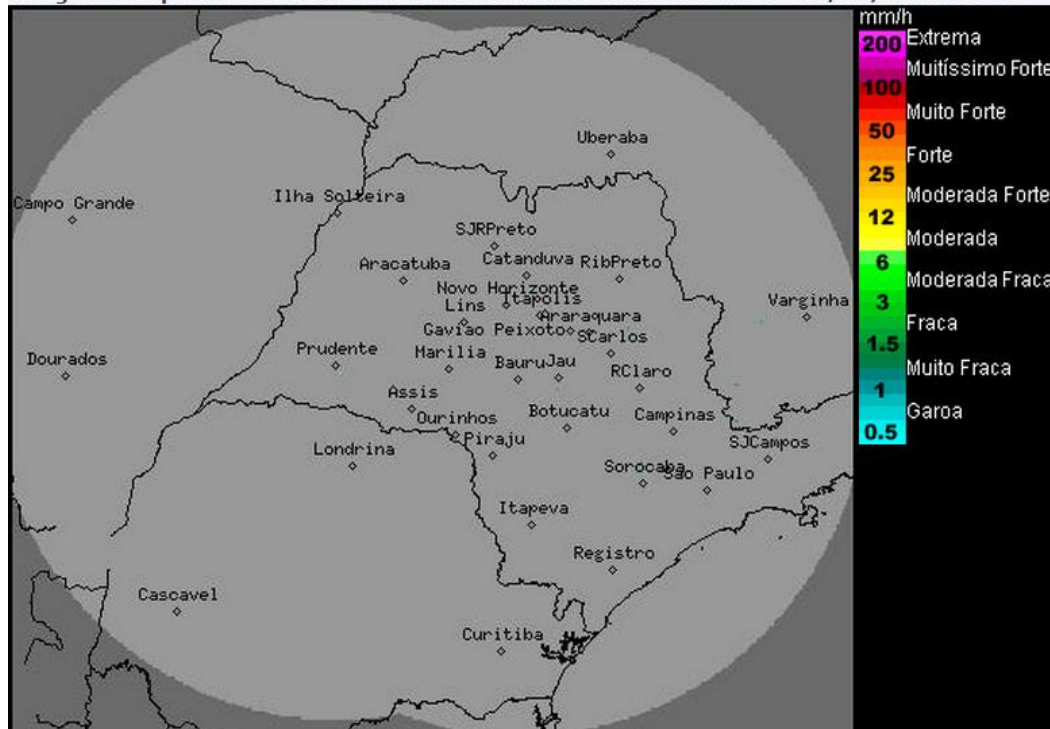 mm/h
200 Extrema
Muitíssimo Forte
100
Muito Forte
50
Forte
25
Moderada Forte
12
Moderada
6
Moderada Fraca
3
Fraca
1.5
Muito Fraca
1
Garoa
0.5
Uberaba
Ilha Solteira
Campo Grande
SJRPreto
Catanduva
RibPreto
Aracatuba
Novo Horizonte
Itapolis
Lins
Araraquara
Varginha
Gaviao Peixoto
SCarlos
Prudente
Marilia
Dourados
Bauru
Jau
RClaro
Assis
Ourinhos
Botucatu
Campinas
Piraju
Londrina
SJCampos
Sorocaba
Sao Paulo
Itapeva
Registro
Cascavel
Curitiba